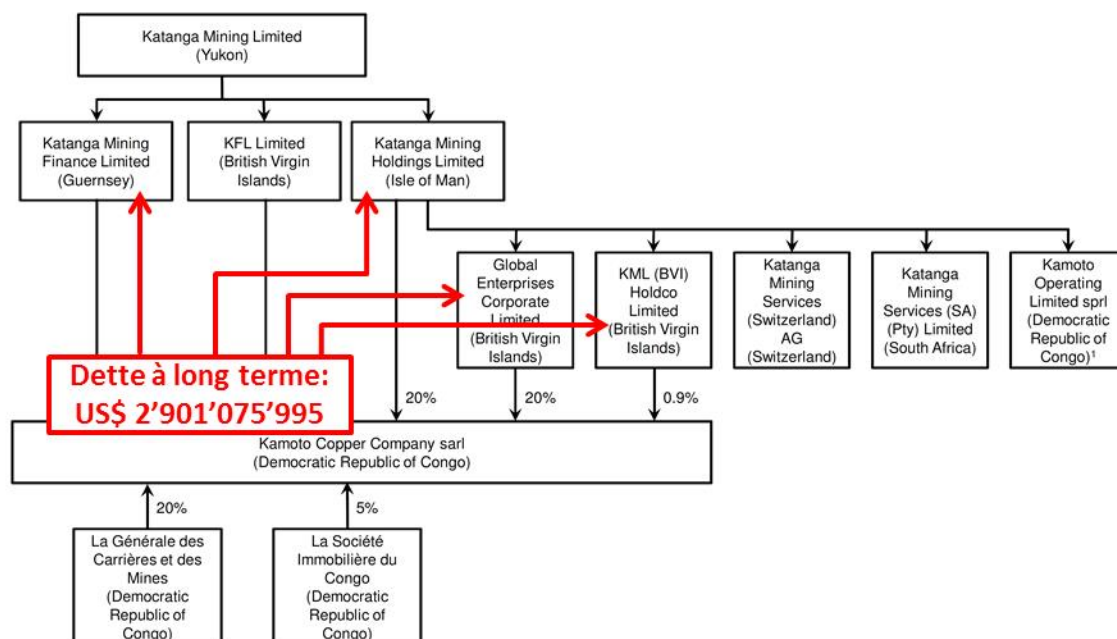 Katanga Mining Limited
(Yukon)
Katanga Mining
Finance Limited
(Guernsey)
KFL Limited
(British Virgin
Islands)
Katanga Mining
Holdings Limited
(Isle of Man)
Global
Enterprises
Corporate
Limited
(British Virgin
Islands)
KML (BVI)
Holdco
Limited
(British Virgin
Islands)
Katanga
Mining
Services
(Switzerland)
AG
(Switzerland)
Katanga
Mining
Services (SA)
(Pty) Limited
(South Africa)
Kamoto
Operating
Limited sprl
(Democratic
Republic of
Congo)¹
Dette à long terme:
US$ 2’901’075’995
20%
20%
0.9%
Kamoto Copper Company sarl
(Democratic Republic of Congo)
20%
5%
La Générale des
Carrières et des
Mines
(Democratic
Republic of
Congo)
La Société
Immobilière du
Congo
(Democratic
Republic of
Congo)